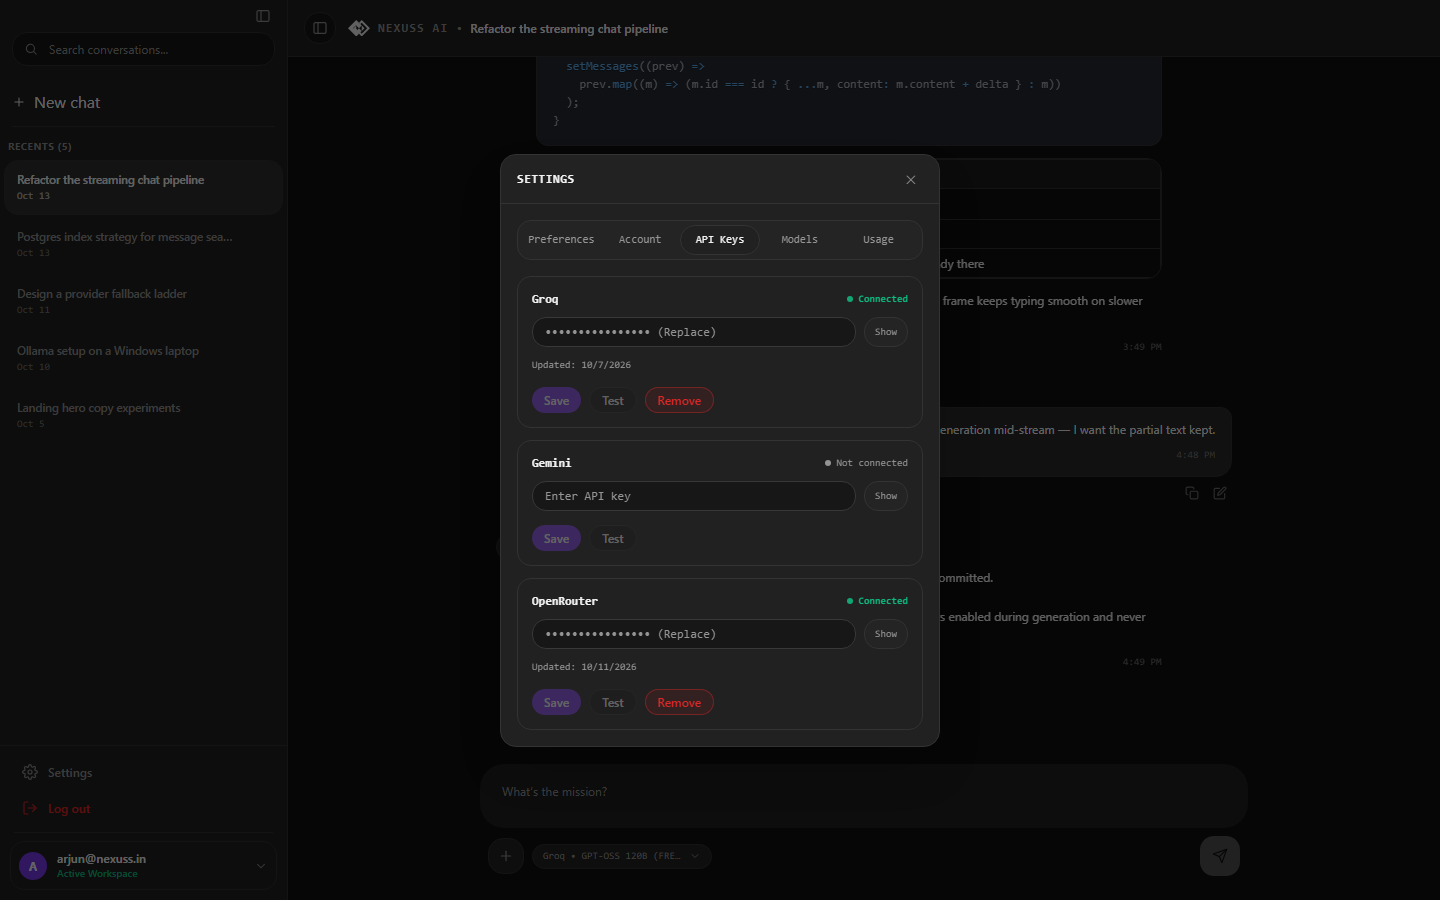 Search conversations...
New chat
RECENTS (5)
Refactor the streaming chat pipeline
Oct 13
Postgres index strategy for message sea...
Oct 13
Design a provider fallback ladder
Oct 11
Ollama setup on a Windows laptop
Oct 10
Landing hero copy experiments
Oct 5
Settings
Log out
A
arjun@nexuss.in
Active Workspace
NEXUSS AI • Refactor the streaming chat pipeline
setMessages((prev) =>
prev.map((m) => (m.id === id ? { ...m, content: m.content + delta } : m))
);
}
dy there
frame keeps typing smooth on slower
3:49 PM
eneration mid-stream — I want the partial text kept.
4:48 PM
ommitted.
s enabled during generation and never
4:49 PM
SETTINGS
Preferences Account API Keys Models Usage
Groq Connected
•••••••••••••••• (Replace) Show
Updated: 10/7/2026
Save Test Remove
Gemini Not connected
Enter API key Show
Save Test
OpenRouter Connected
•••••••••••••••• (Replace) Show
Updated: 10/11/2026
Save Test Remove
What's the mission?
Groq • GPT-OSS 120B (FRE…